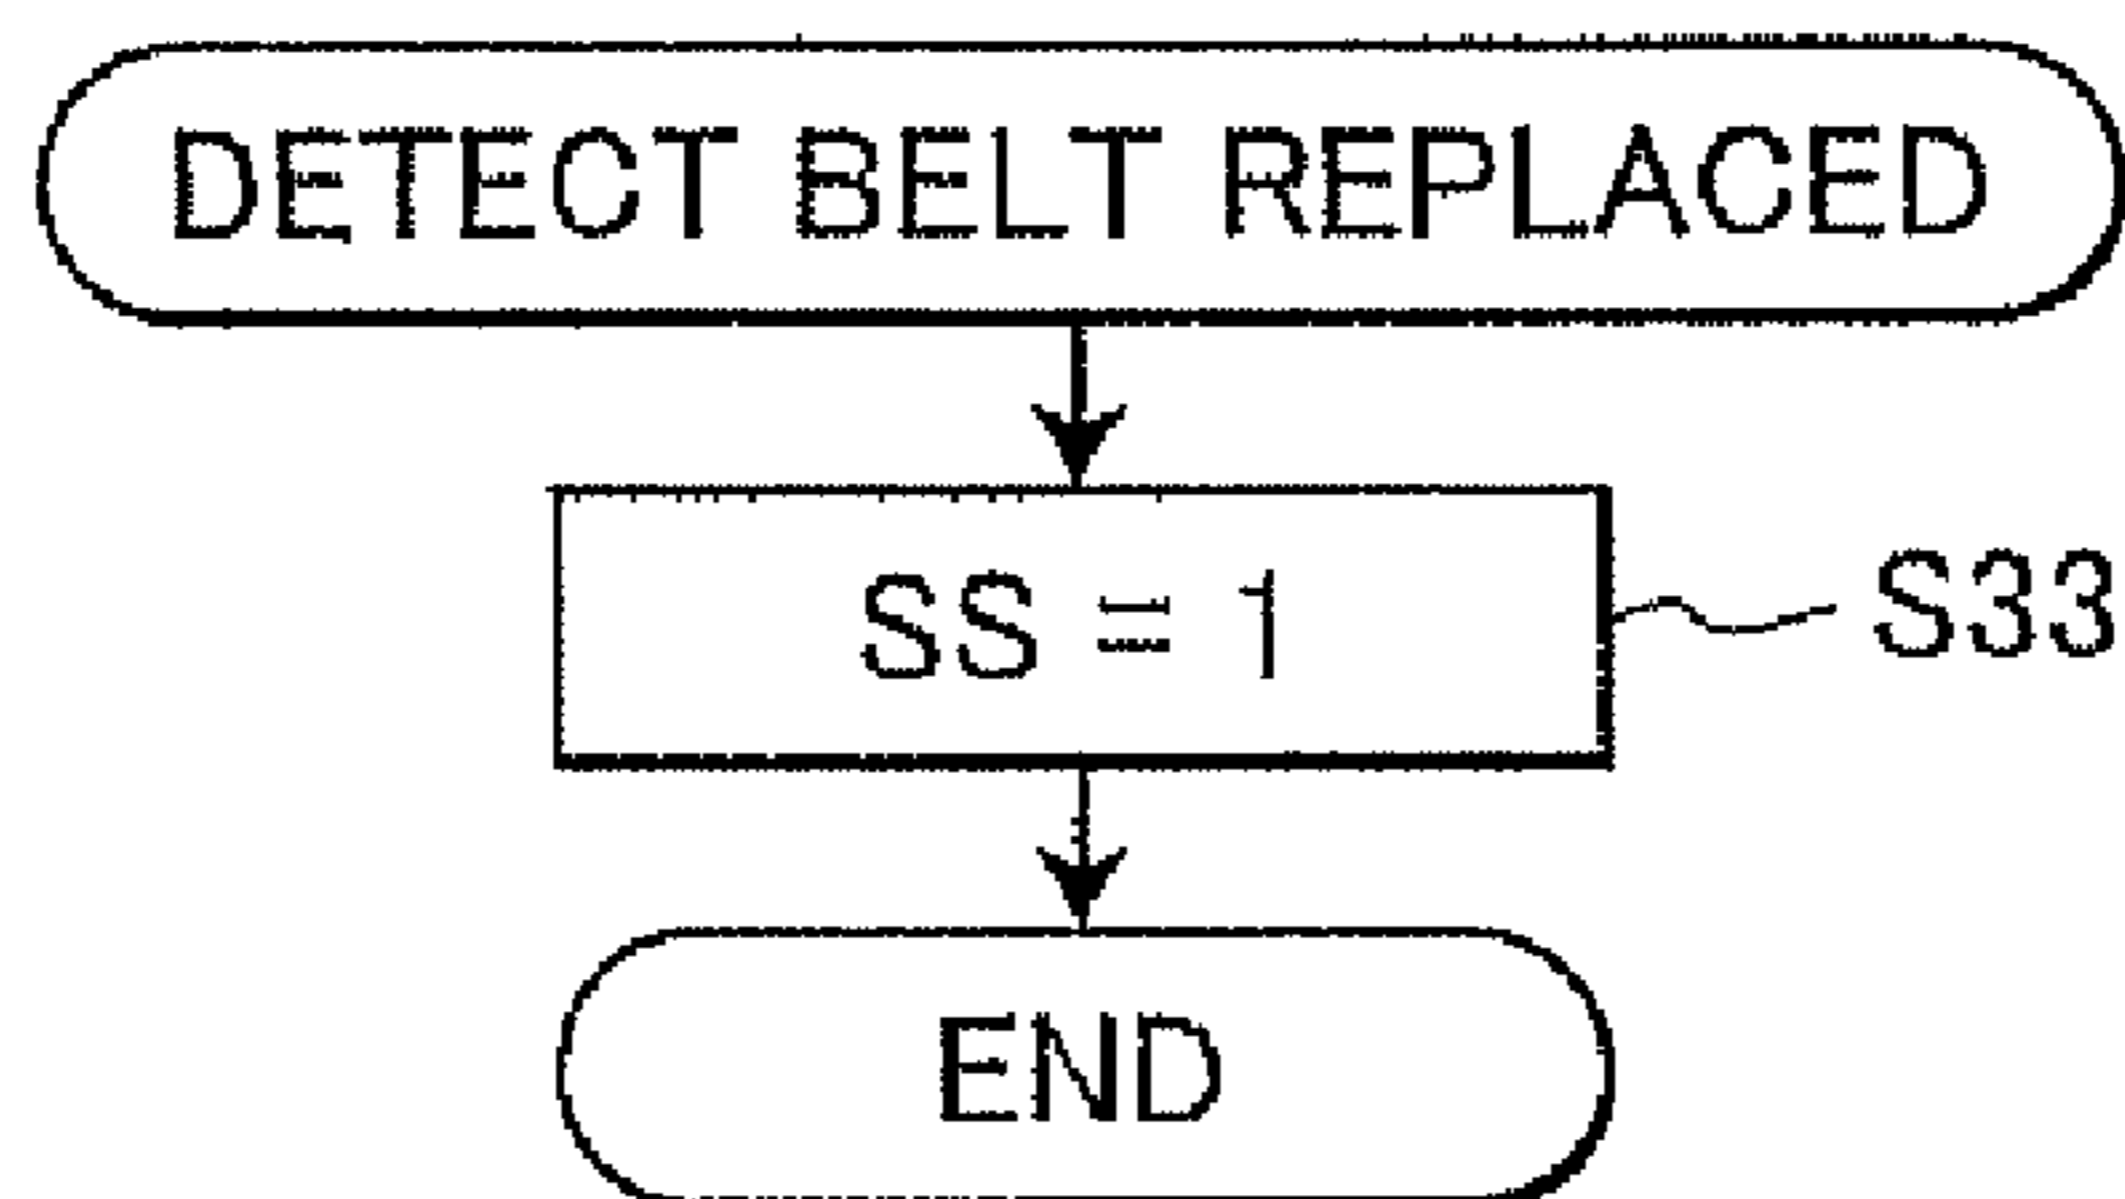 DETECT BELT REPLACED
SS = 1
S33
END